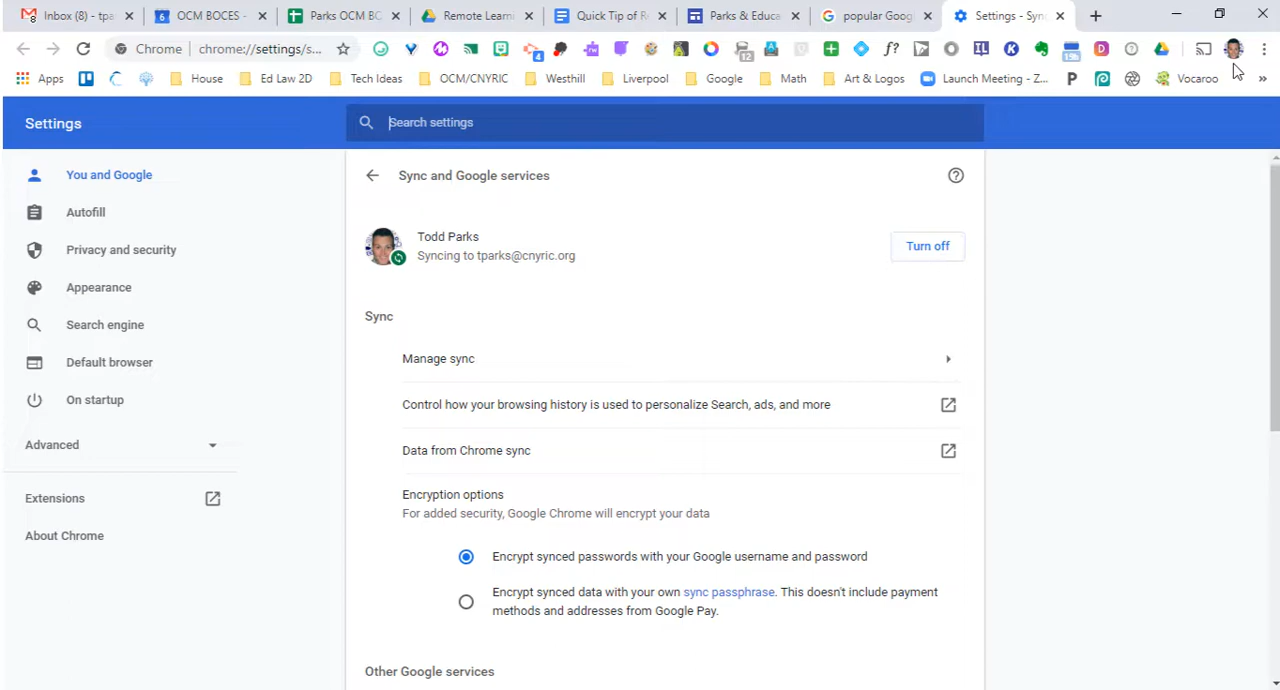 Inbox (8) - tpa
6 OCM BOCES -
Parks OCM BC
Remote Learni
Quick Tip of R
Parks & Educa
popular Goog
Settings - Sync
Chrome | chrome://settings/s...
4
12
f?
IL
K
D
Apps
House
Ed Law 2D
Tech Ideas
OCM/CNYRIC
Westhill
Liverpool
Google
Math
Art & Logos
Launch Meeting - Z...
P
Vocaroo
»
Settings
Search settings
You and Google
Autofill
Privacy and security
Appearance
Search engine
Default browser
On startup
Advanced
Extensions
About Chrome
Sync and Google services
Todd Parks
Syncing to tparks@cnyric.org
Turn off
Sync
Manage sync
Control how your browsing history is used to personalize Search, ads, and more
Data from Chrome sync
Encryption options
For added security, Google Chrome will encrypt your data
Encrypt synced passwords with your Google username and password
Encrypt synced data with your own sync passphrase. This doesn't include payment
methods and addresses from Google Pay.
Other Google services